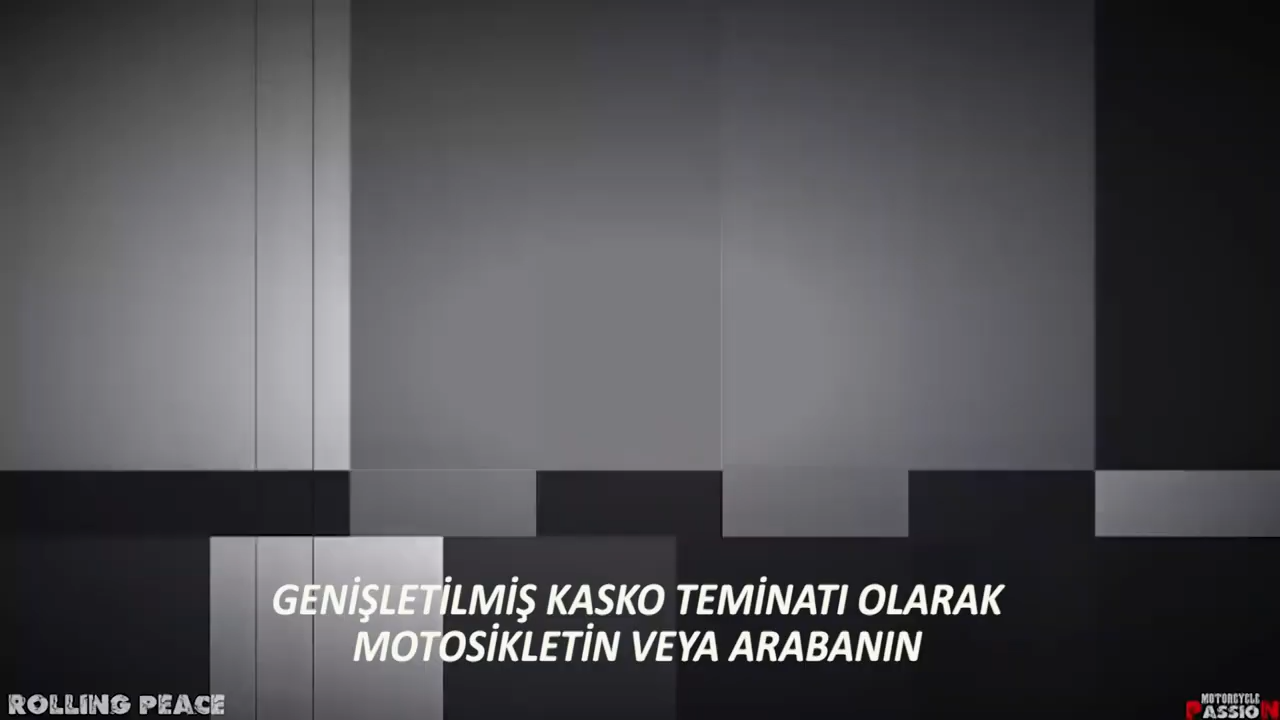 GENİŞLETİLMİŞ KASKO TEMİNATI OLARAK
MOTOSİKLETİN VEYA ARABANIN
ROLLING PEACE
MOTORCYCLE
PASSION